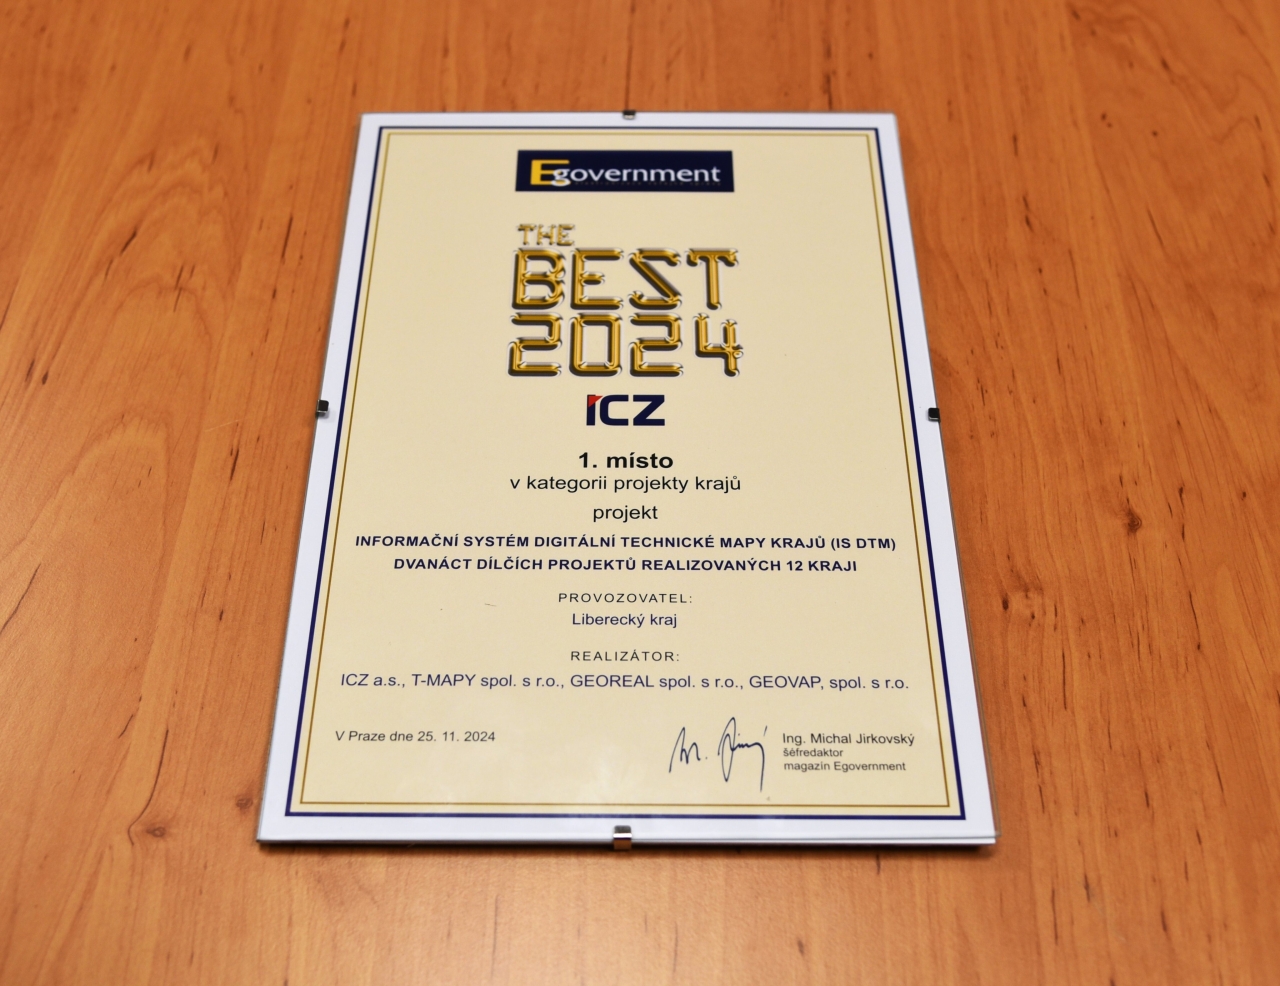 Egovernment
THE
BEST
2024
ICZ
1. místo
v kategorii projekty krajů
projekt
INFORMAČNÍ SYSTÉM DIGITÁLNÍ TECHNICKÉ MAPY KRAJŮ (IS DTM)
DVANÁCT DÍLČÍCH PROJEKTŮ REALIZOVANÝCH 12 KRAJI
PROVOZOVATEL:
Liberecký kraj
REALIZÁTOR:
ICZ a.s., T-MAPY spol. s r.o., GEOREAL spol. s r.o., GEOVAP, spol. s r.o.
V Praze dne 25. 11. 2024
Ing. Michal Jirkovský
šéfredaktor
magazín Egovernment